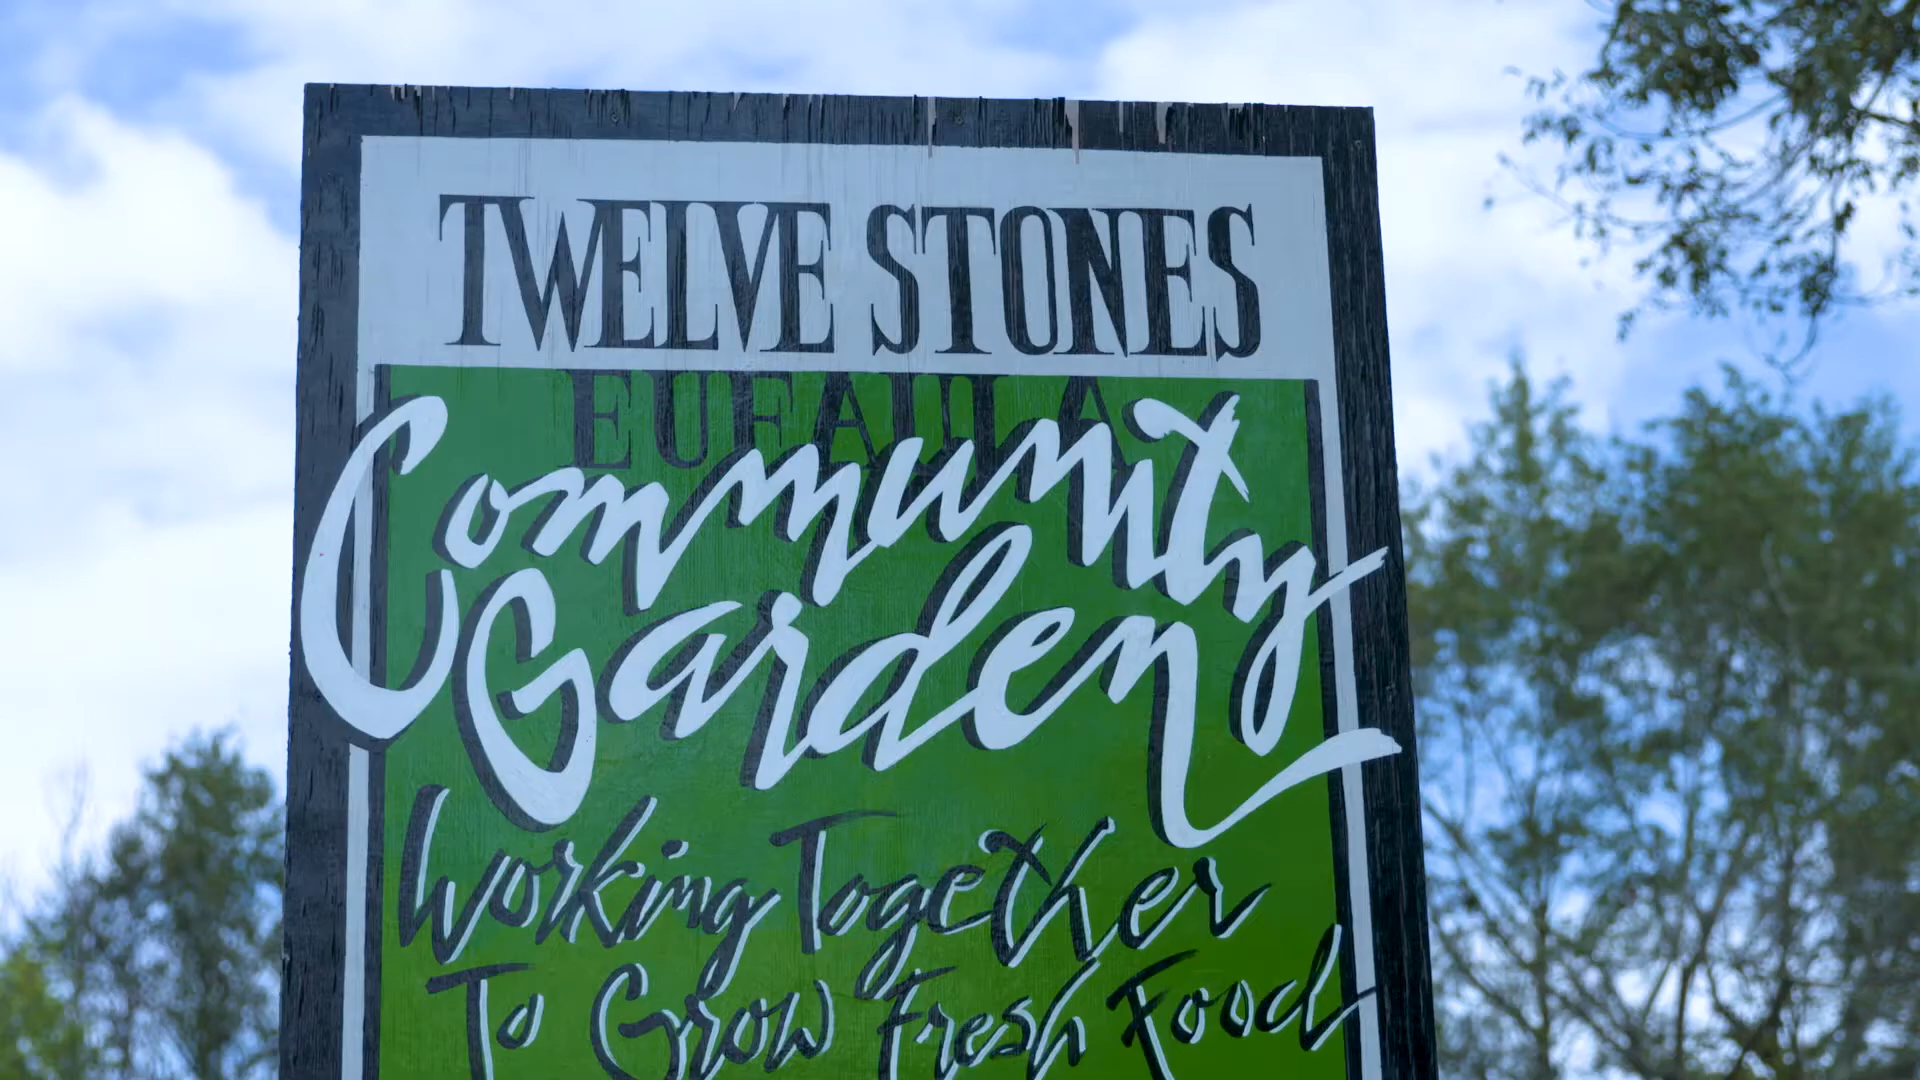 TWELVE STONES
EUFAULA
Community
Garden
Working Together
To Grow Fresh Food